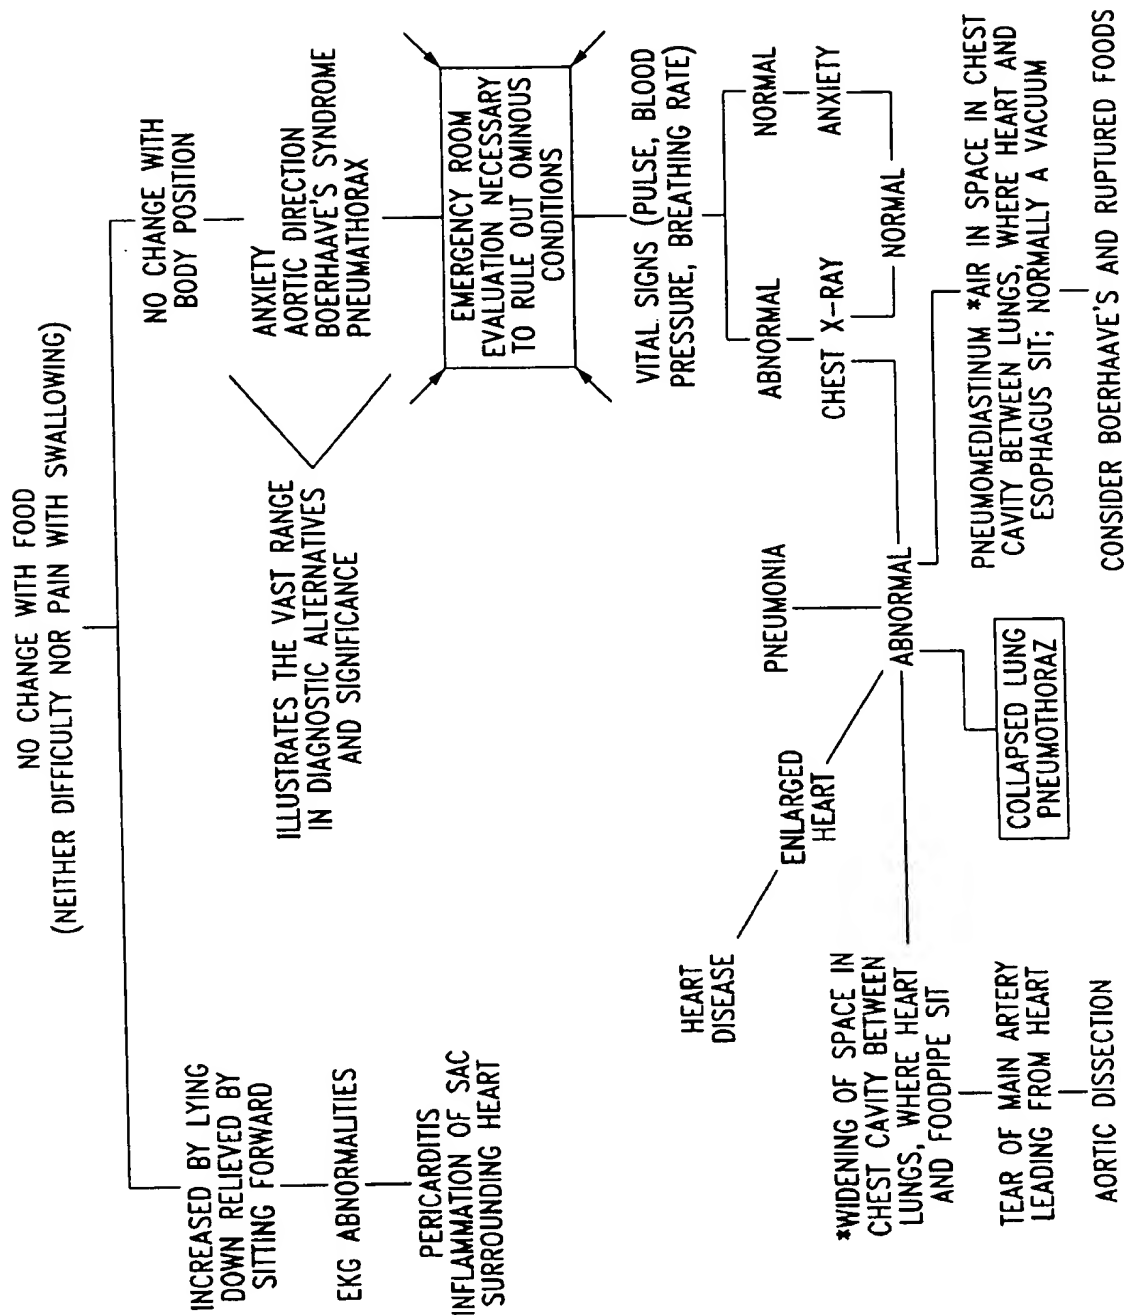 NO CHANGE WITH FOOD
(NEITHER DIFFICULTY NOR PAIN WITH SWALLOWING)
INCREASED BY LYING
DOWN RELIEVED BY
SITTING FORWARD
EKG ABNORMALITIES
PERICARDITIS
INFLAMMATION OF SAC
SURROUNDING HEART
NO CHANGE WITH
BODY POSITION
ANXIETY
AORTIC DIRECTION
BOERHAAVE'S SYNDROME
PNEUMATHORAX
ILLUSTRATES THE VAST RANGE
IN DIAGNOSTIC ALTERNATIVES
AND SIGNIFICANCE
EMERGENCY ROOM
EVALUATION NECESSARY
TO RULE OUT OMINOUS
CONDITIONS
VITAL SIGNS (PULSE, BLOOD
PRESSURE, BREATHING RATE)
ABNORMAL
NORMAL
CHEST X-RAY
ANXIETY
NORMAL
ABNORMAL
PNEUMONIA
ENLARGED
HEART
HEART
DISEASE
*WIDENING OF SPACE IN
CHEST CAVITY BETWEEN
LUNGS, WHERE HEART
AND FOODPIPE SIT
TEAR OF MAIN ARTERY
LEADING FROM HEART
AORTIC DISSECTION
COLLAPSED LUNG
PNEUMOTHORAZ
PNEUMOMEDIASTINUM *AIR IN SPACE IN CHEST
CAVITY BETWEEN LUNGS, WHERE HEART AND
ESOPHAGUS SIT; NORMALLY A VACUUM
CONSIDER BOERHAAVE'S AND RUPTURED FOODS